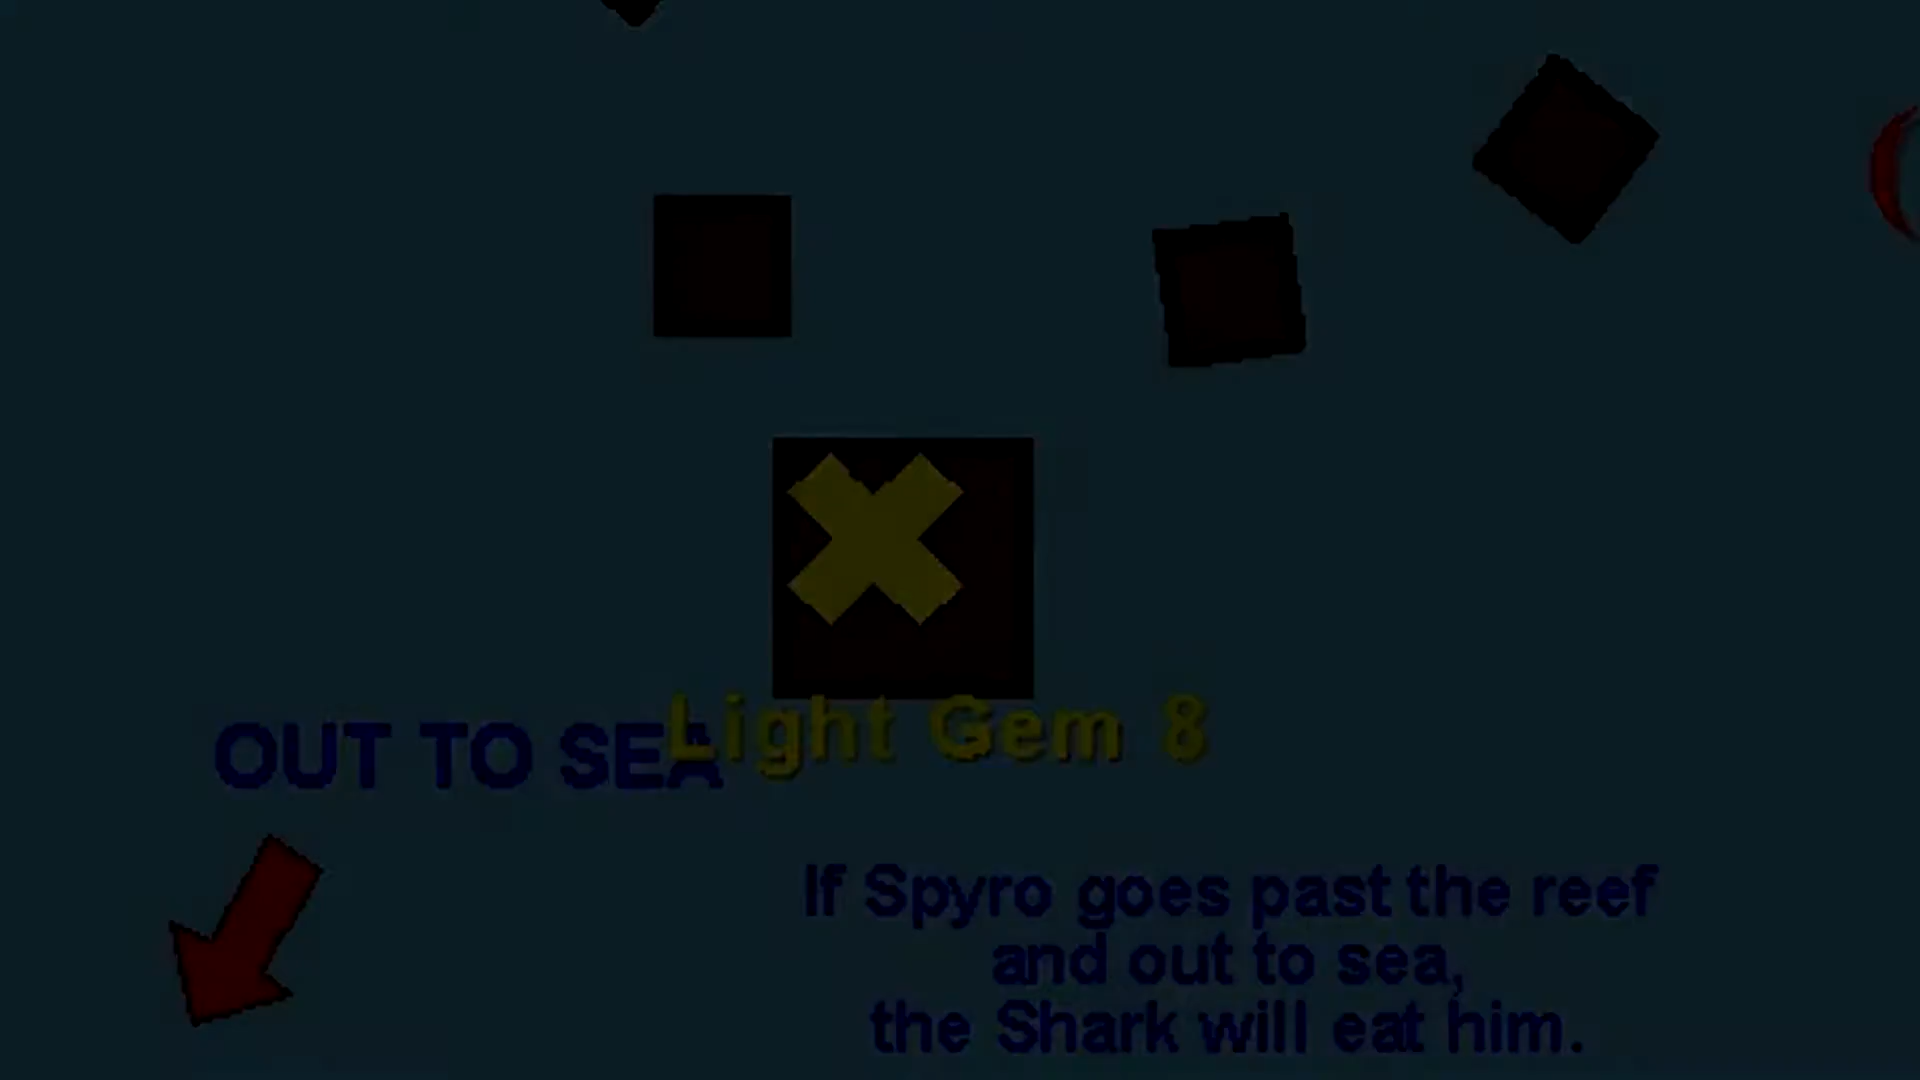 OUT TO SEA
Light Gem 8
If Spyro goes past the reef
and out to sea,
the Shark will eat him.